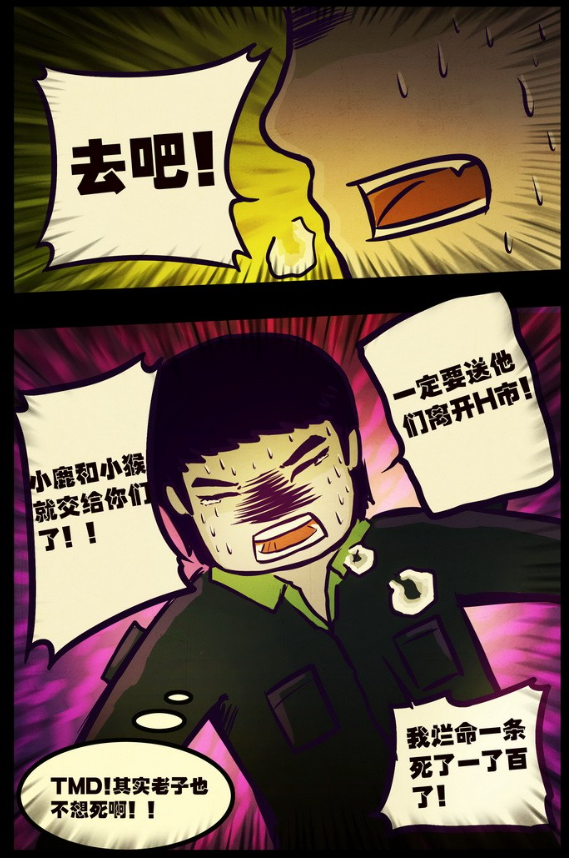 去吧！
一定要送他
们离开H市！
小鹿和小猴
就交给你们
了！！
我烂命一条
死了一了百
了！
TMD！其实老子也
不想死啊！！